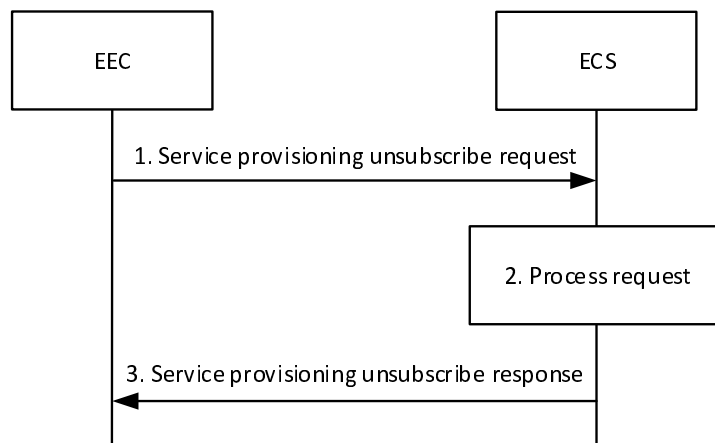 EEC
ECS
1. Service provisioning unsubscribe request
2. Process request
3. Service provisioning unsubscribe response